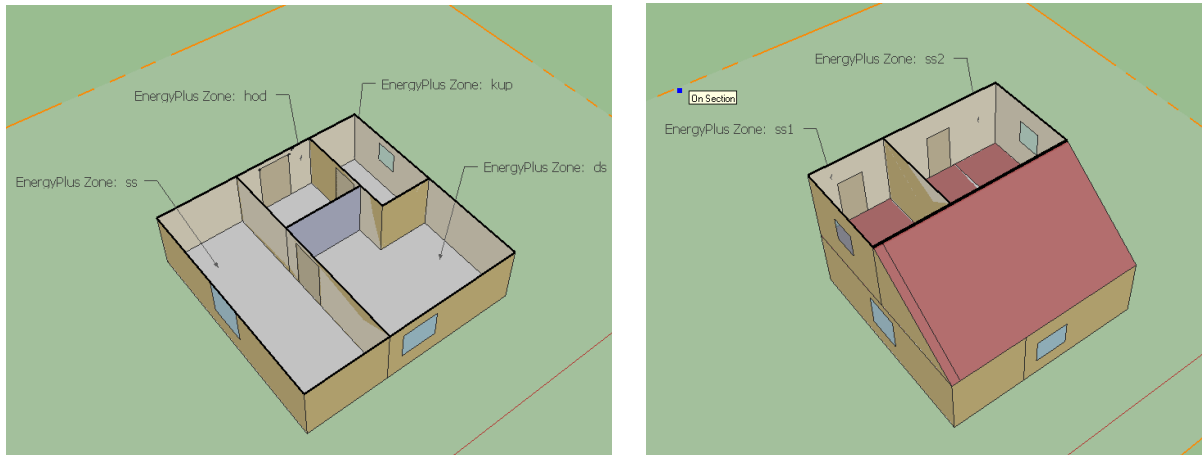 EnergyPlus Zone: kup
EnergyPlus Zone: hod
EnergyPlus Zone: ds
EnergyPlus Zone: ss
EnergyPlus Zone: ss2
On Section
EnergyPlus Zone: ss1